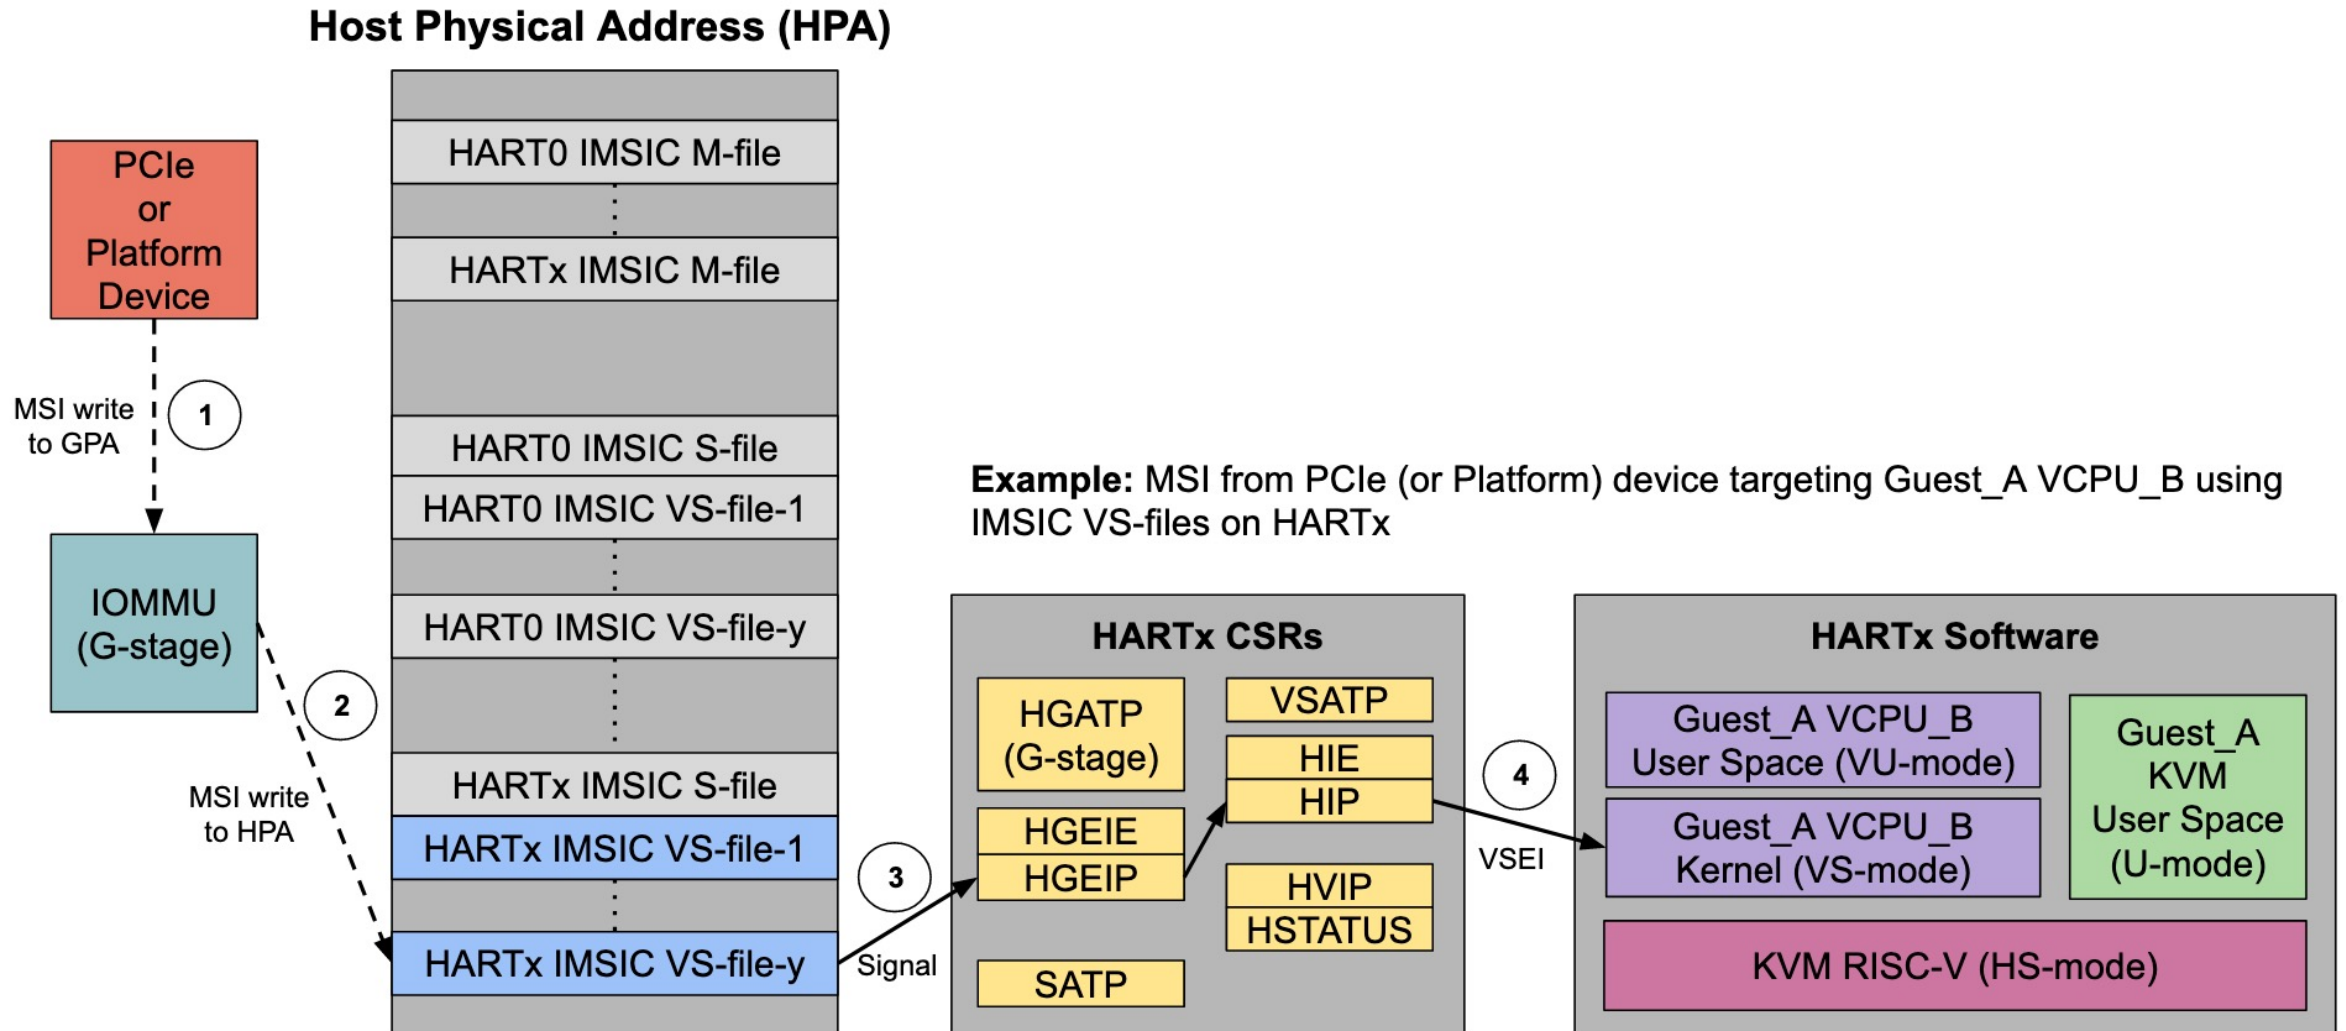 Host Physical Address (HPA)
PCIe
or
Platform
Device
MSI write
to GPA
1
IOMMU
(G-stage)
2
MSI write
to HPA
HART0 IMSIC M-file
HARTx IMSIC M-file
HART0 IMSIC S-file
HART0 IMSIC VS-file-1
HART0 IMSIC VS-file-y
HARTx IMSIC S-file
HARTx IMSIC VS-file-1
HARTx IMSIC VS-file-y
3
Signal
Example: MSI from PCIe (or Platform) device targeting Guest_A VCPU_B using
IMSIC VS-files on HARTx
HARTx CSRs
HGATP
(G-stage)
HGEIE
HGEIP
SATP
VSATP
HIE
HIP
HVIP
HSTATUS
4
VSEI
HARTx Software
Guest_A VCPU_B
User Space (VU-mode)
Guest_A VCPU_B
Kernel (VS-mode)
Guest_A
KVM
User Space
(U-mode)
KVM RISC-V (HS-mode)